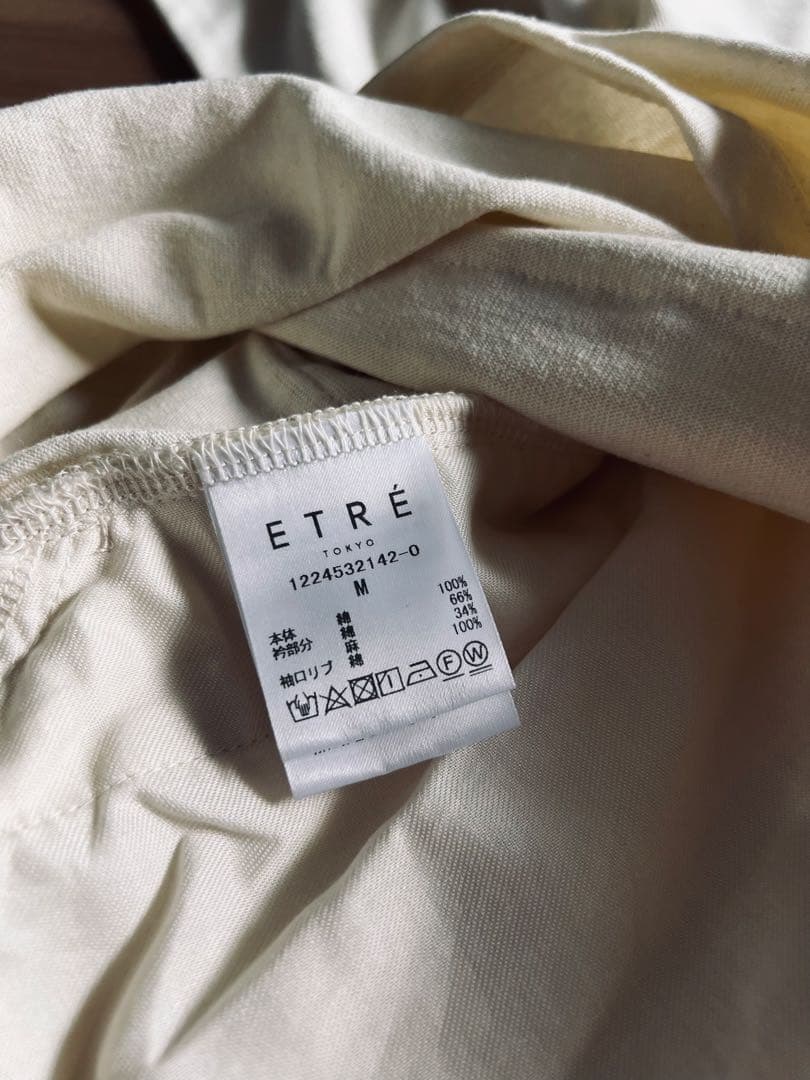 ETRÉ
TOKYO
1224532142-0
M
本体 綿 100%
衿部分 綿 66%
麻 34%
袖口リブ 綿 100%
F W